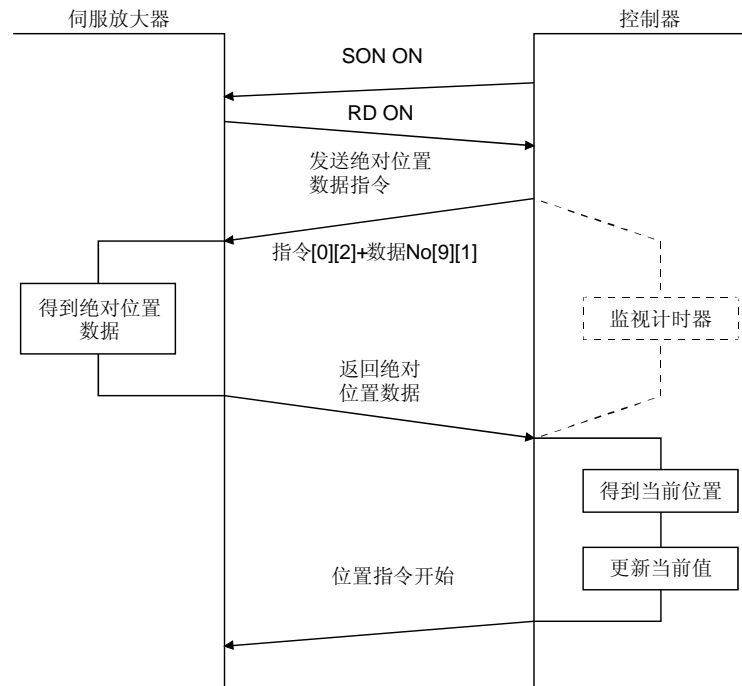 伺服放大器
控制器
SON ON
RD ON
发送绝对位置
数据指令
指令[0][2]+数据No[9][1]
得到绝对位置
数据
监视计时器
返回绝对
位置数据
得到当前位置
更新当前值
位置指令开始